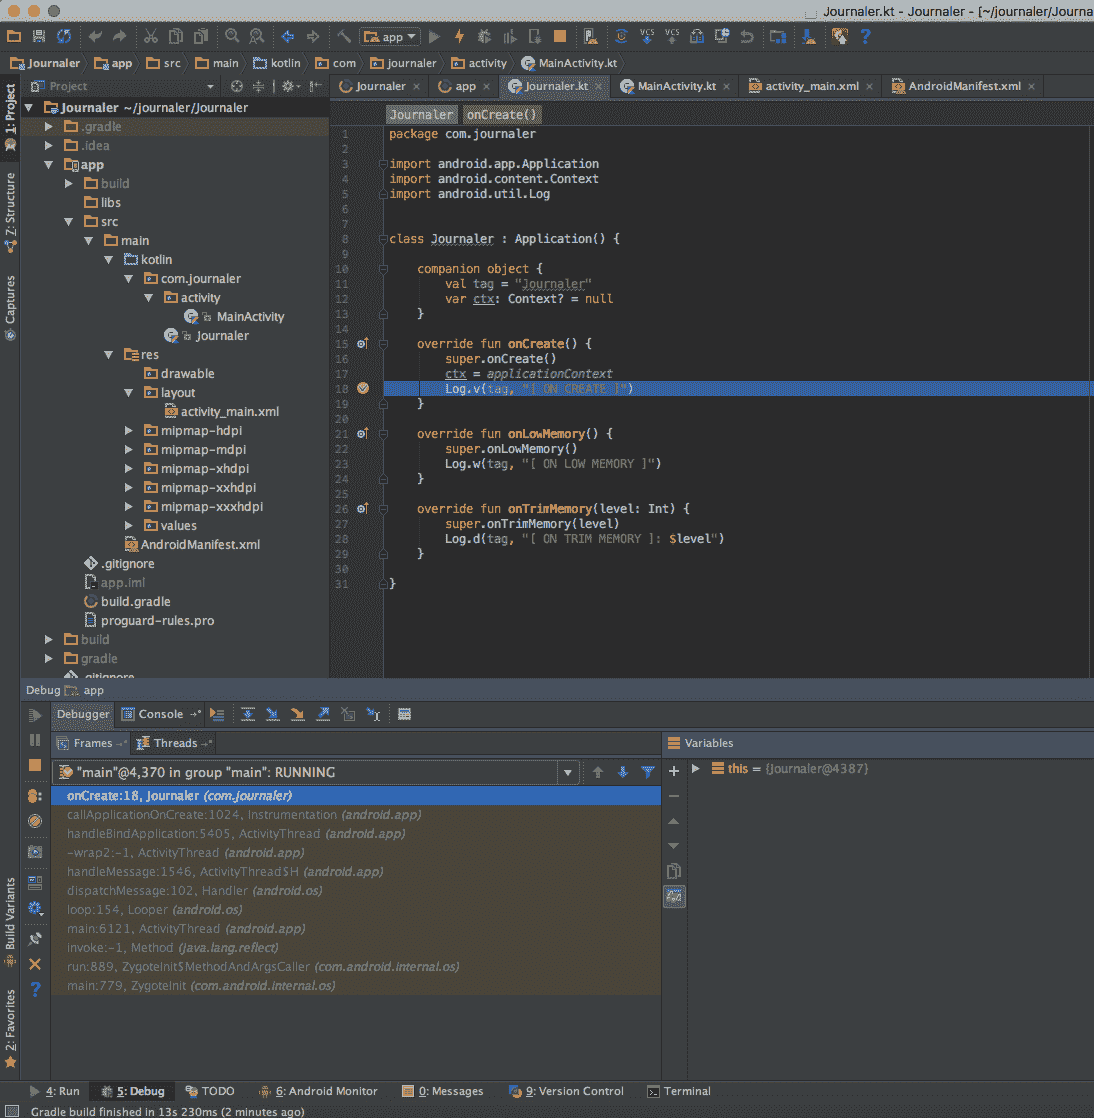 ~/journaler/Journaler.kt - Journaler - [~/journaler/Journa
app
VCS VCS
Journaler app src main kotlin com journaler activity MainActivity.kt
Project
Journaler app Journaler.kt MainActivity.kt activity_main.xml AndroidManifest.xml
1: Project
Z: Structure
Captures
Build Variants
2: Favorites
Journaler ~/journaler/Journaler
.gradle
.idea
app
build
libs
src
main
kotlin
com.journaler
activity
MainActivity
Journaler
res
drawable
layout
activity_main.xml
mipmap-hdpi
mipmap-mdpi
mipmap-xhdpi
mipmap-xxhdpi
mipmap-xxxhdpi
values
AndroidManifest.xml
.gitignore
app.iml
build.gradle
proguard-rules.pro
build
gradle
.gitignore
Journaler onCreate()
1 package com.journaler
2
3 import android.app.Application
4 import android.content.Context
5 import android.util.Log
6
7
8 class Journaler : Application() {
9
10 companion object {
11 val tag = "Journaler"
12 var ctx: Context? = null
13 }
14
15 override fun onCreate() {
16 super.onCreate()
17 ctx = applicationContext
18 Log.v(tag, "[ ON CREATE ]")
19 }
20
21 override fun onLowMemory() {
22 super.onLowMemory()
23 Log.w(tag, "[ ON LOW MEMORY ]")
24 }
25
26 override fun onTrimMemory(level: Int) {
27 super.onTrimMemory(level)
28 Log.d(tag, "[ ON TRIM MEMORY ]: $level")
29 }
30
31 }
Debug app
Debugger Console
Frames Threads
Variables
"main"@4,370 in group "main": RUNNING
this = {Journaler@4387}
onCreate:18, Journaler (com.journaler)
callApplicationOnCreate:1024, Instrumentation (android.app)
handleBindApplication:5405, ActivityThread (android.app)
-wrap2:-1, ActivityThread (android.app)
handleMessage:1546, ActivityThread$H (android.app)
dispatchMessage:102, Handler (android.os)
loop:154, Looper (android.os)
main:6121, ActivityThread (android.app)
invoke:-1, Method (java.lang.reflect)
run:889, ZygoteInit$MethodAndArgsCaller (com.android.internal.os)
main:779, ZygoteInit (com.android.internal.os)
4: Run 5: Debug TODO 6: Android Monitor 0: Messages 9: Version Control Terminal
Gradle build finished in 13s 230ms (2 minutes ago)